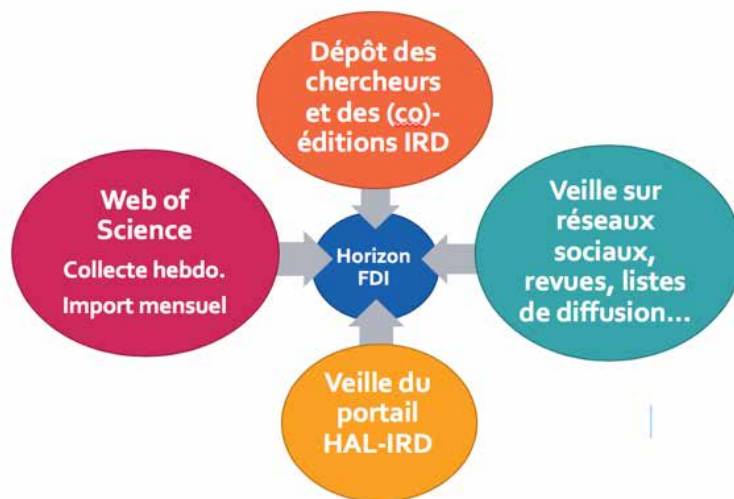 Dépôt des
chercheurs
et des (co)-
éditions IRD
Web of
Science
Collecte hebdo.
Import mensuel
Horizon
FDI
Veille sur
réseaux
sociaux,
revues, listes
de diffusion...
Veille du
portail
HAL-IRD